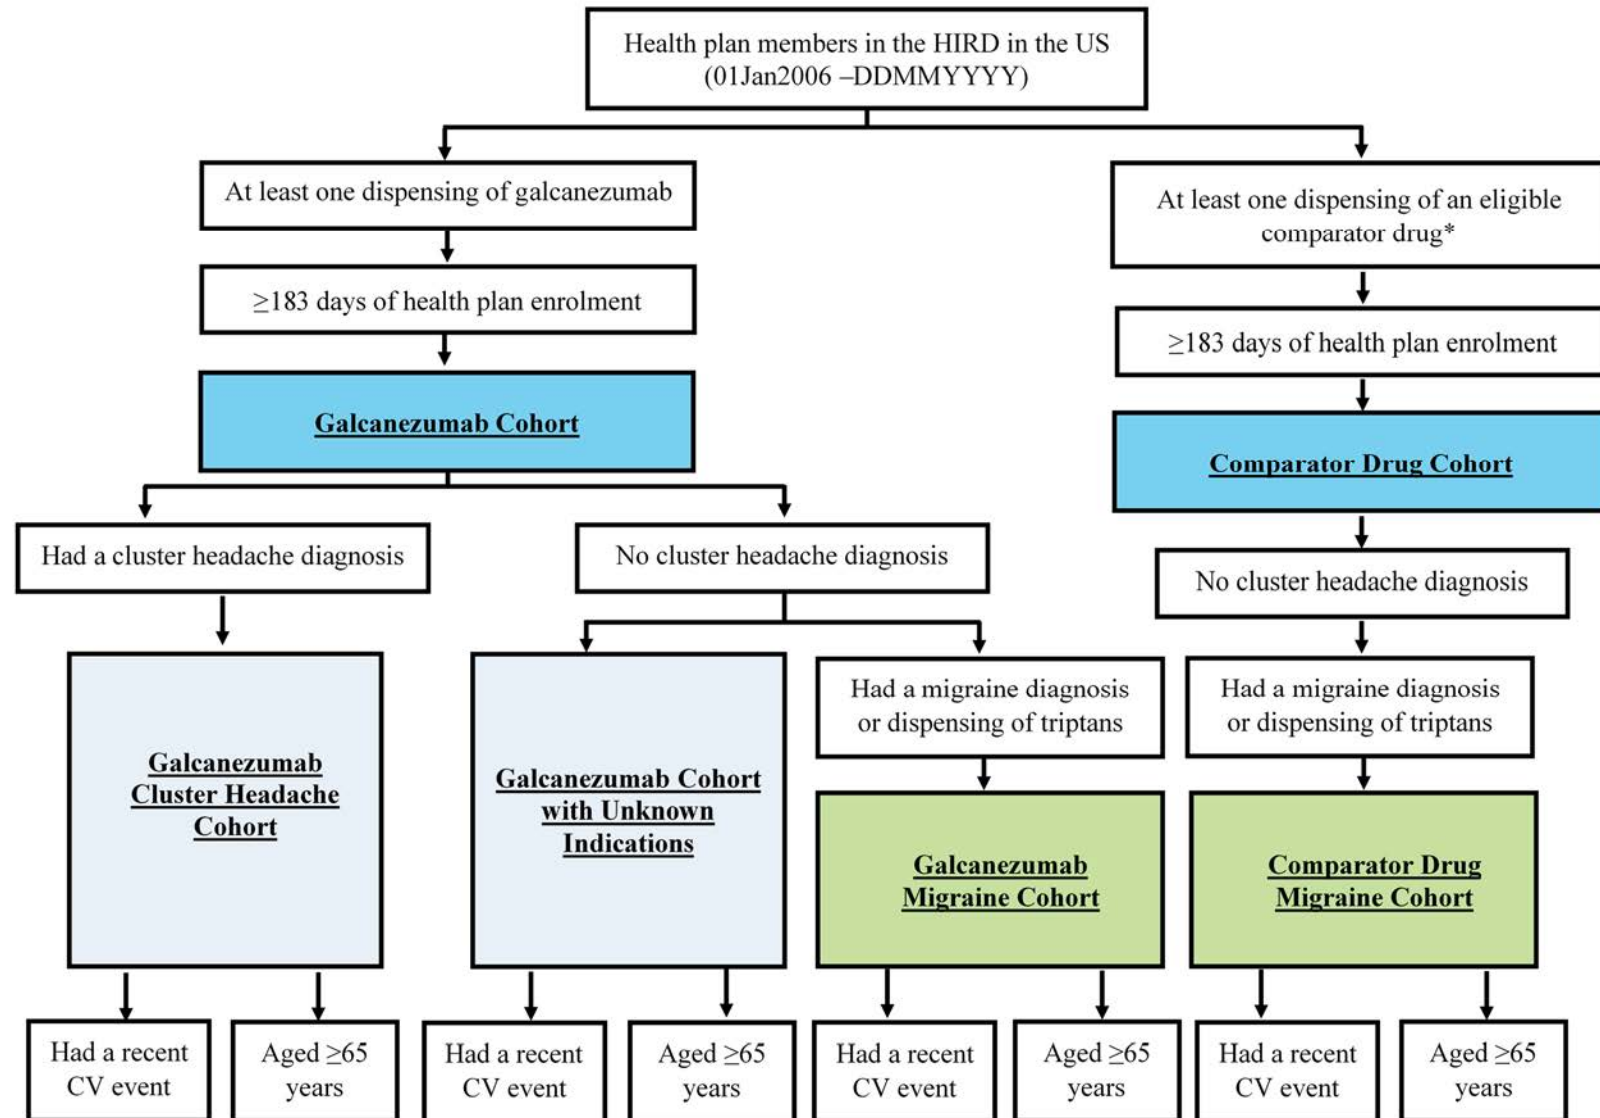 Health plan members in the HIRD in the US
(01Jan2006 –DDMMYYYY)
At least one dispensing of galcanezumab
At least one dispensing of an eligible
comparator drug*
≥183 days of health plan enrolment
≥183 days of health plan enrolment
Galcanezumab Cohort
Comparator Drug Cohort
Had a cluster headache diagnosis
No cluster headache diagnosis
No cluster headache diagnosis
Galcanezumab
Cluster Headache
Cohort
Galcanezumab Cohort
with Unknown
Indications
Had a migraine diagnosis
or dispensing of triptans
Had a migraine diagnosis
or dispensing of triptans
Galcanezumab
Migraine Cohort
Comparator Drug
Migraine Cohort
Had a recent
CV event
Aged ≥65
years
Had a recent
CV event
Aged ≥65
years
Had a recent
CV event
Aged ≥65
years
Had a recent
CV event
Aged ≥65
years